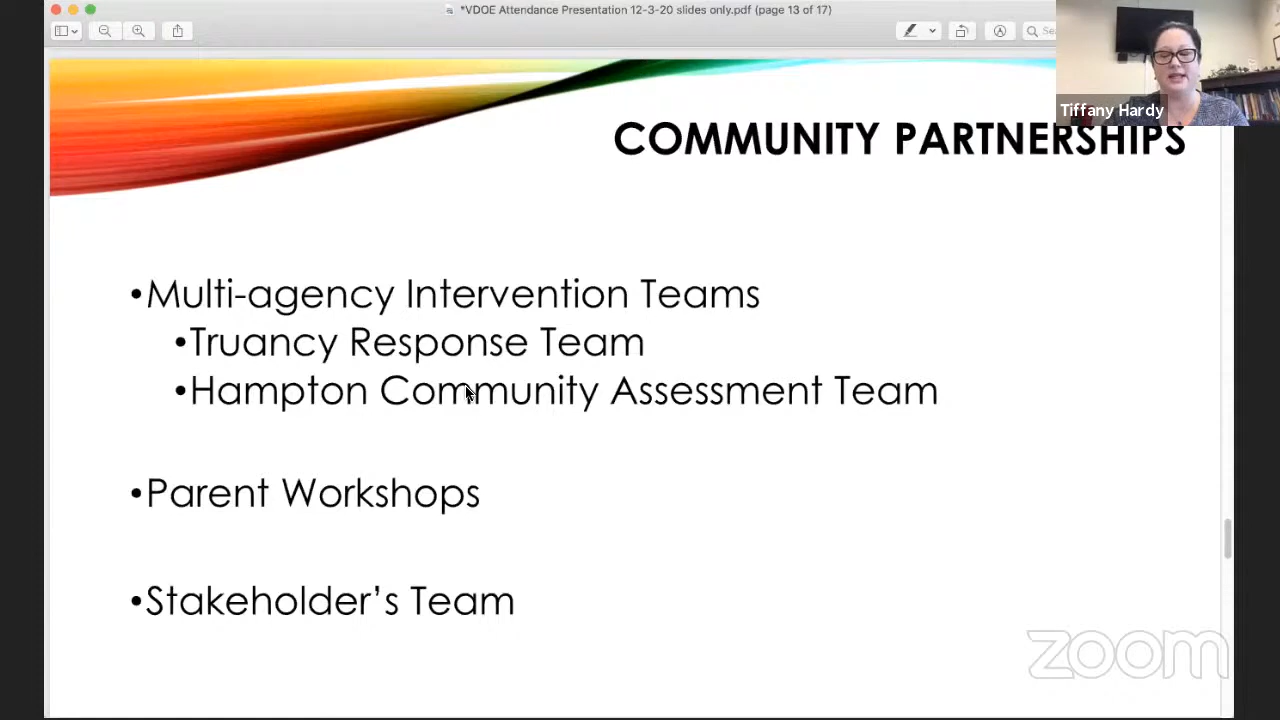 *VDOE Attendance Presentation 12-3-20 slides only.pdf (page 13 of 17)
Tiffany Hardy
COMMUNITY PARTNERSHIPS
•Multi-agency Intervention Teams
•Truancy Response Team
•Hampton Community Assessment Team
•Parent Workshops
•Stakeholder’s Team
zoom